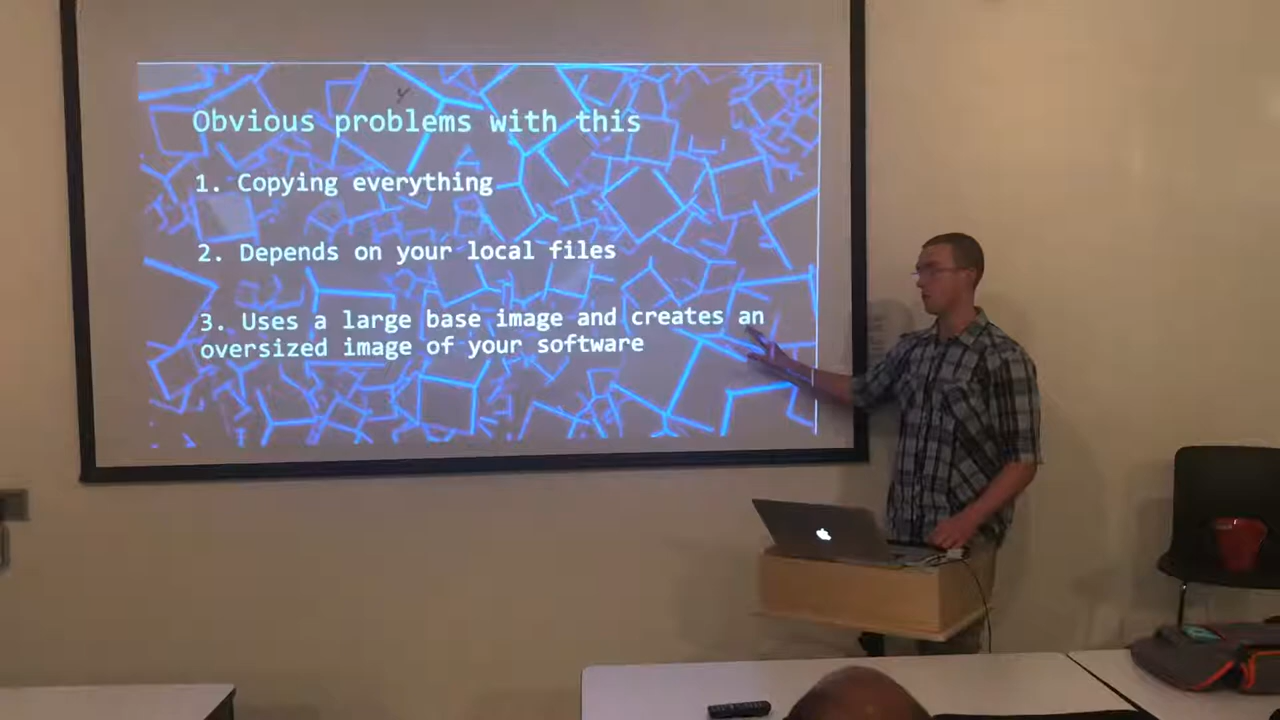 Obvious problems with this
1. Copying everything
2. Depends on your local files
3. Uses a large base image and creates an
oversized image of your software